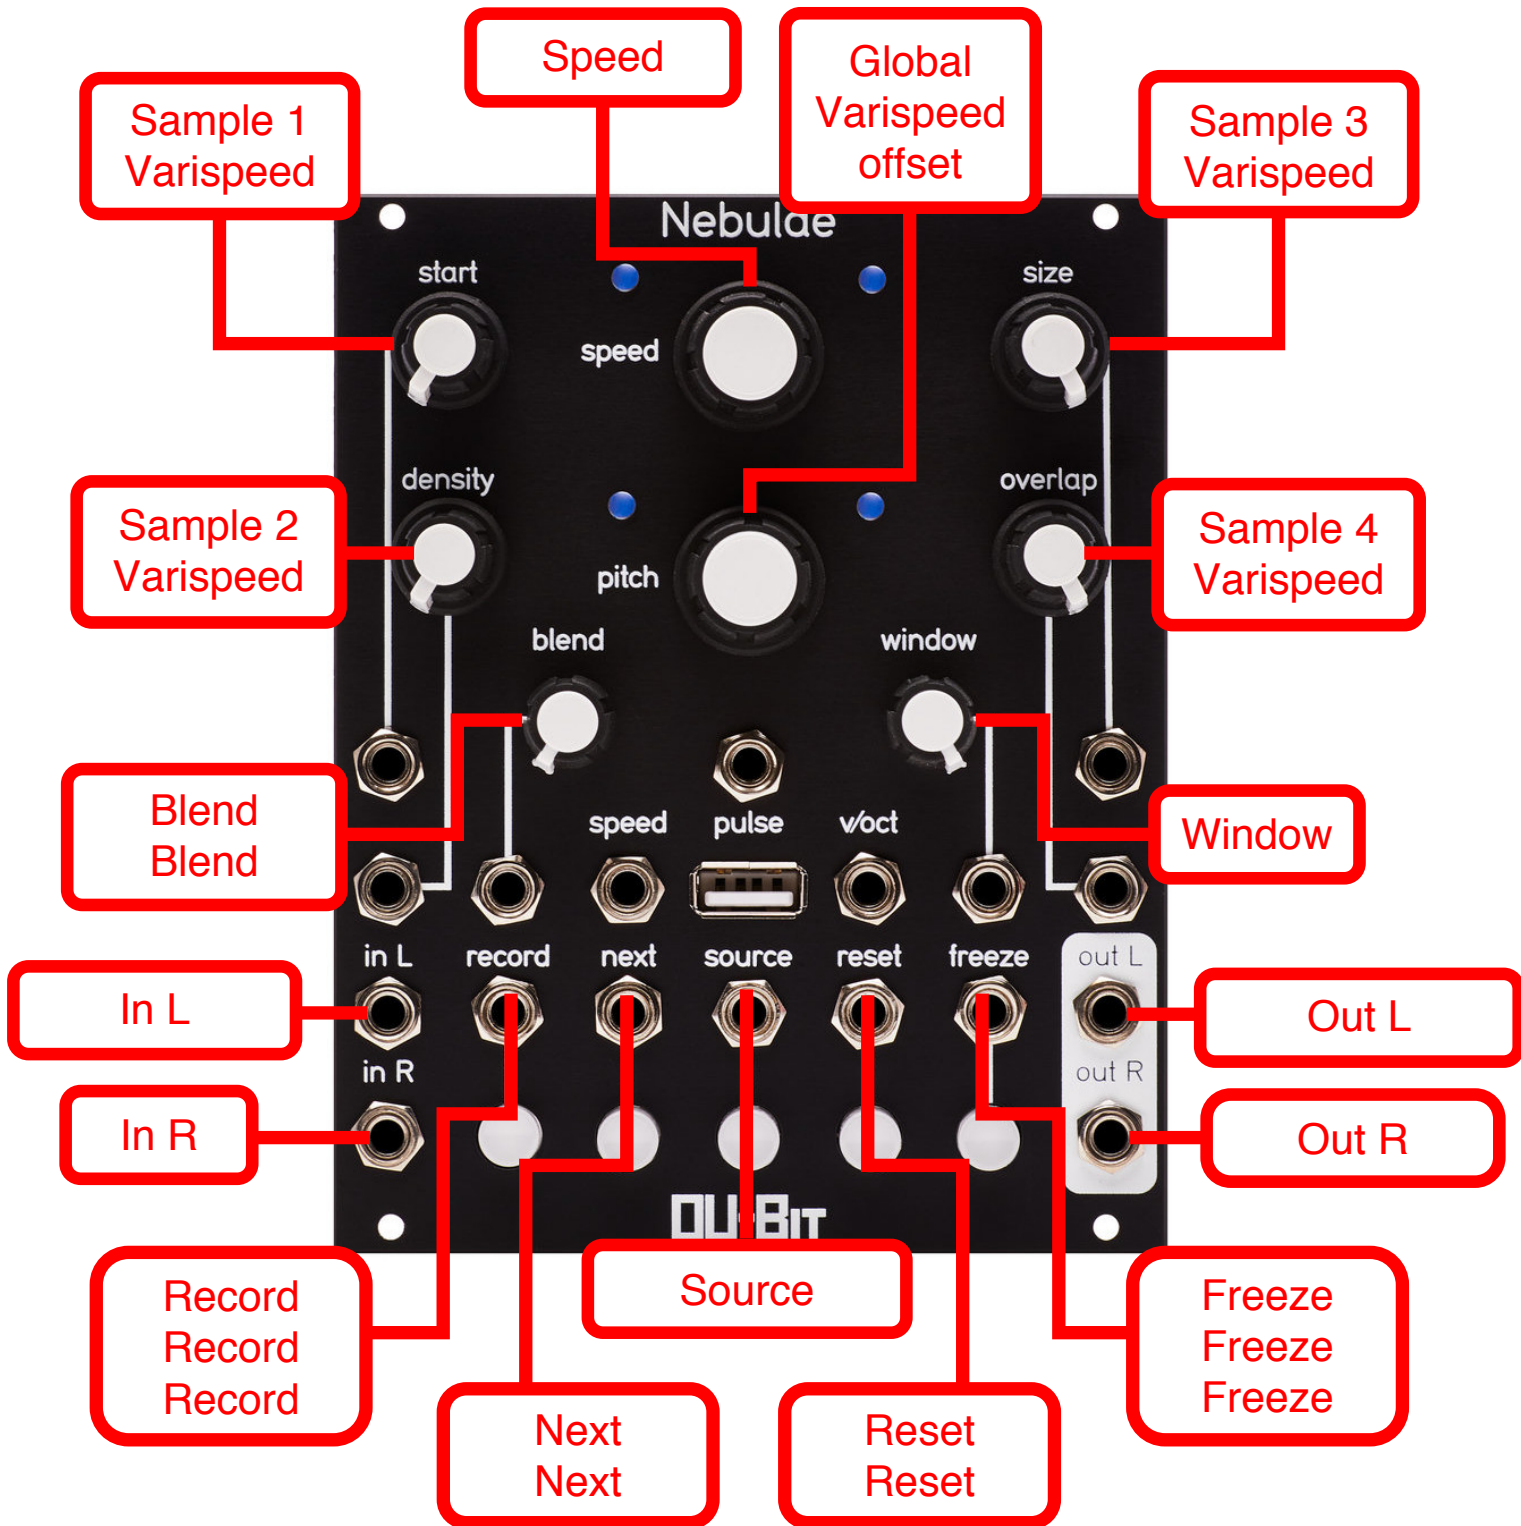 Speed
Global
Varispeed
offset
Sample 1
Varispeed
Sample 3
Varispeed
Nebulae
start
size
speed
density
overlap
Sample 2
Varispeed
Sample 4
Varispeed
pitch
blend
window
Blend
Blend
Window
speed
pulse
v/oct
in L
record
next
source
reset
freeze
out L
In L
Out L
in R
out R
In R
Out R
QU-BIT
Record
Record
Record
Source
Freeze
Freeze
Freeze
Next
Next
Reset
Reset